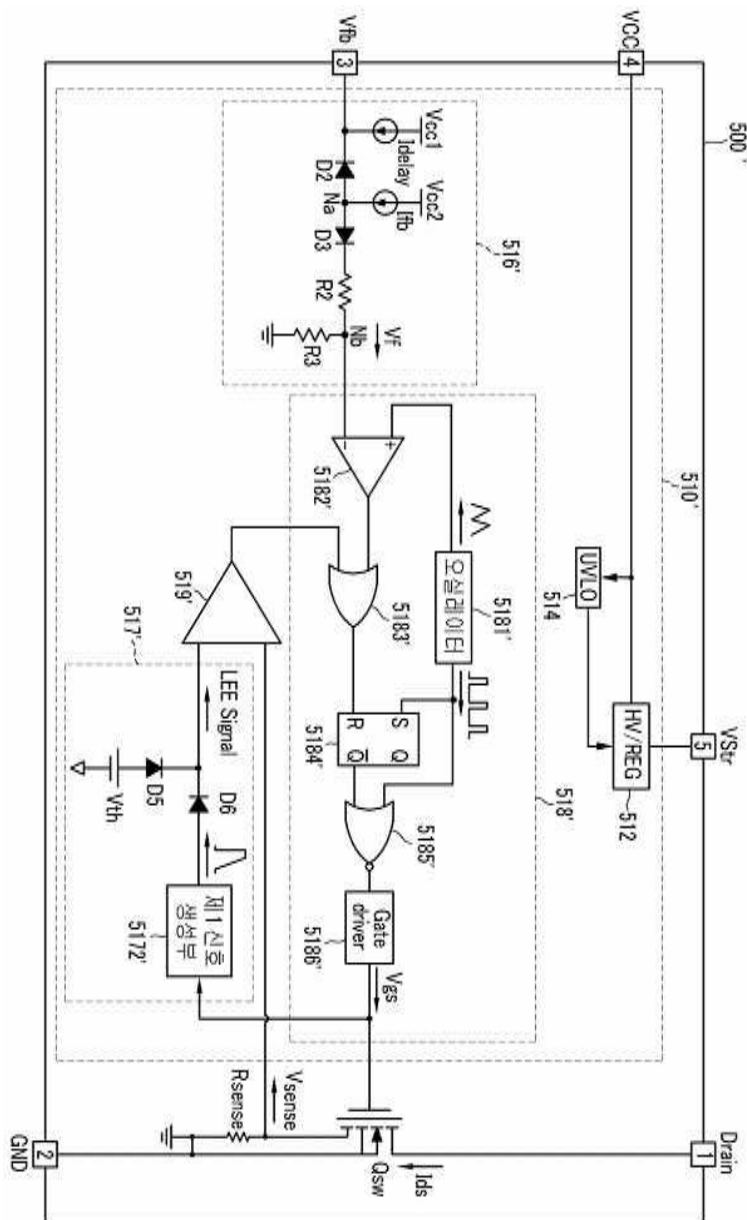 500'
VCC
4
VStr
5
Drain
1
510'
UVLO
514
HV/REG
512
Vfb
3
Vcc1
Idelay
D2
Vcc2
Ifb
Na
D3
516'
R2
Nb
Vf
R3
518'
+
-
5182'
오실레이터
5181'
5183'
S
Q
R
Q
5184'
5185'
Gate
driver
5186'
Vgs
Ids
Qsw
519'
517'
LEE Signal
D5
Vth
D6
제1 신호
생성부
5172'
Vsense
Rsense
GND
2